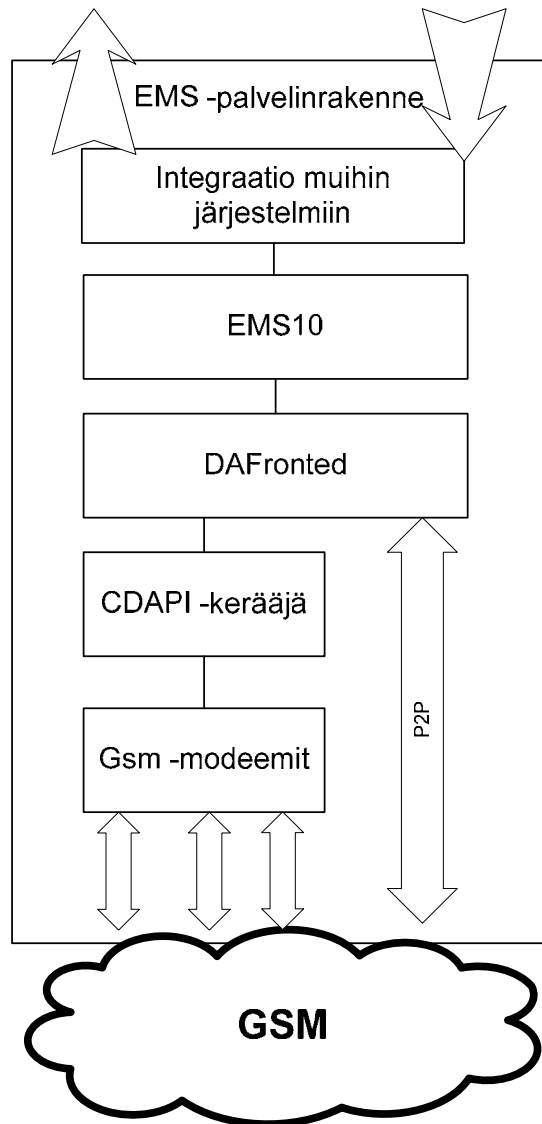 EMS -palvelinrakenne
Integraatio muihin
järjestelmiin
EMS10
DAFronted
CDAPI -kerääjä
P2P
Gsm -modeemit
GSM